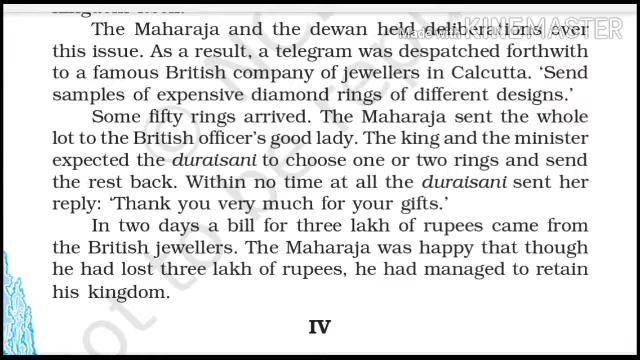 The Maharaja and the dewan held deliberations over
Made with KINEMASTER
this issue. As a result, a telegram was despatched forthwith
to a famous British company of jewellers in Calcutta. ‘Send
samples of expensive diamond rings of different designs.’
Some fifty rings arrived. The Maharaja sent the whole
lot to the British officer’s good lady. The king and the minister
expected the duraisani to choose one or two rings and send
the rest back. Within no time at all the duraisani sent her
reply: ‘Thank you very much for your gifts.’
In two days a bill for three lakh of rupees came from
the British jewellers. The Maharaja was happy that though
he had lost three lakh of rupees, he had managed to retain
his kingdom.
IV